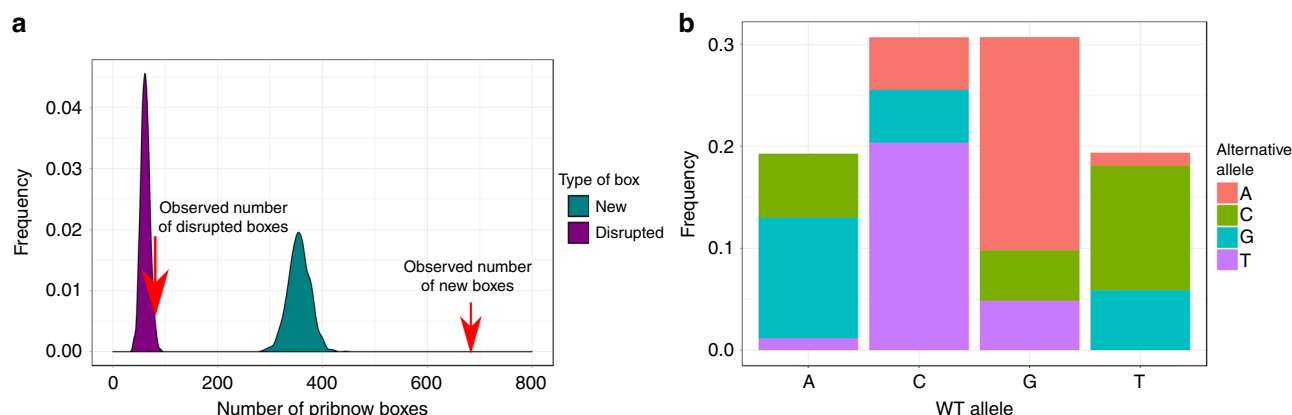 a
0.04
0.03
0.02
0.01
0.00
Frequency
0
200
400
600
800
Number of pribnow boxes
Observed number
of disrupted boxes
Observed number
of new boxes
Type of box
New
Disrupted
b
0.3
0.2
0.1
0.0
Frequency
A
C
G
T
WT allele
Alternative
allele
A
C
G
T